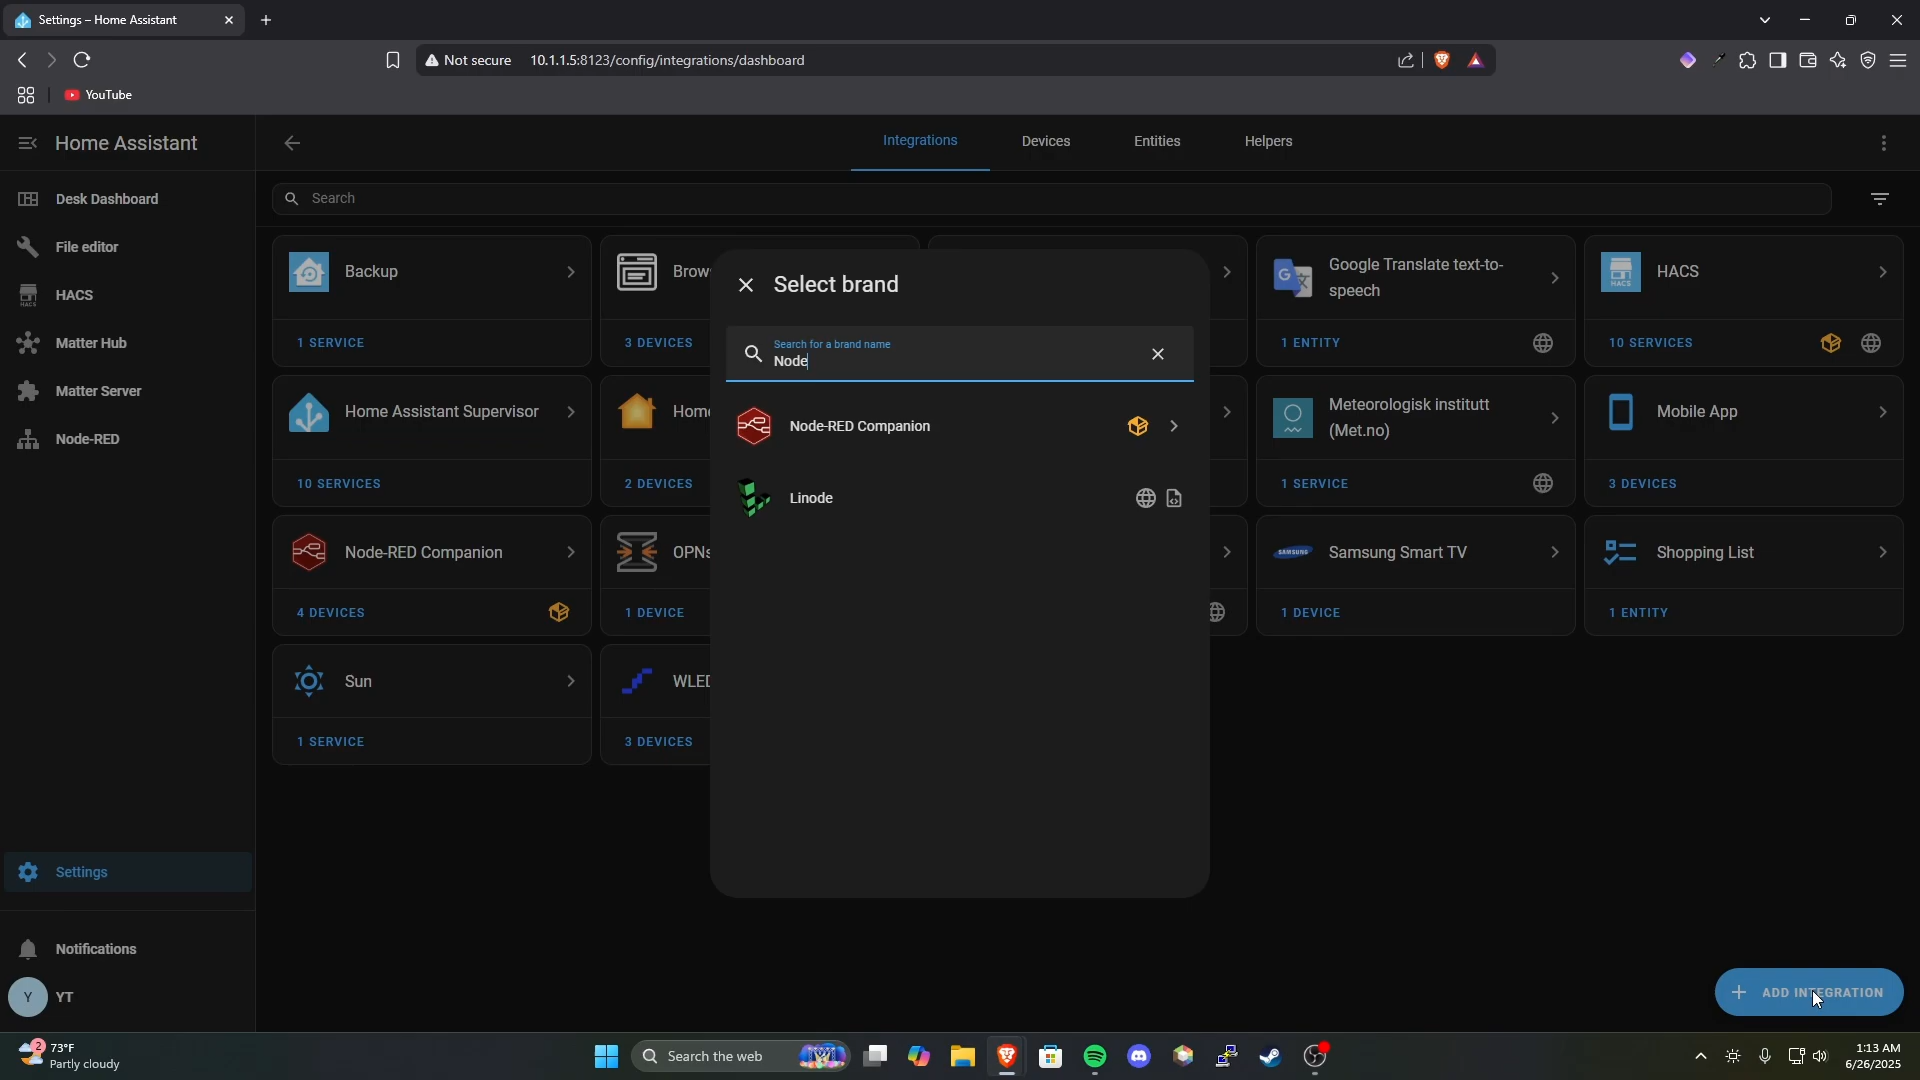 Settings – Home Assistant
Not secure 10.1.1.5:8123/config/integrations/dashboard
YouTube
Home Assistant
Integrations Devices Entities Helpers
Desk Dashboard
File editor
HACS
Matter Hub
Matter Server
Node-RED
Settings
Notifications
Y YT
Search
Backup
1 SERVICE
Brow
3 DEVICES
Google Translate text-to-
speech
1 ENTITY
HACS
10 SERVICES
Home Assistant Supervisor
10 SERVICES
Home
2 DEVICES
Meteorologisk institutt
(Met.no)
1 SERVICE
Mobile App
3 DEVICES
Node-RED Companion
4 DEVICES
OPNs
1 DEVICE
SAMSUNG
Samsung Smart TV
1 DEVICE
Shopping List
1 ENTITY
Sun
1 SERVICE
WLED
3 DEVICES
Select brand
Search for a brand name
Node
Node-RED Companion
Linode
ADD INTEGRATION
2
73°F
Partly cloudy
Search the web
1:13 AM
6/26/2025